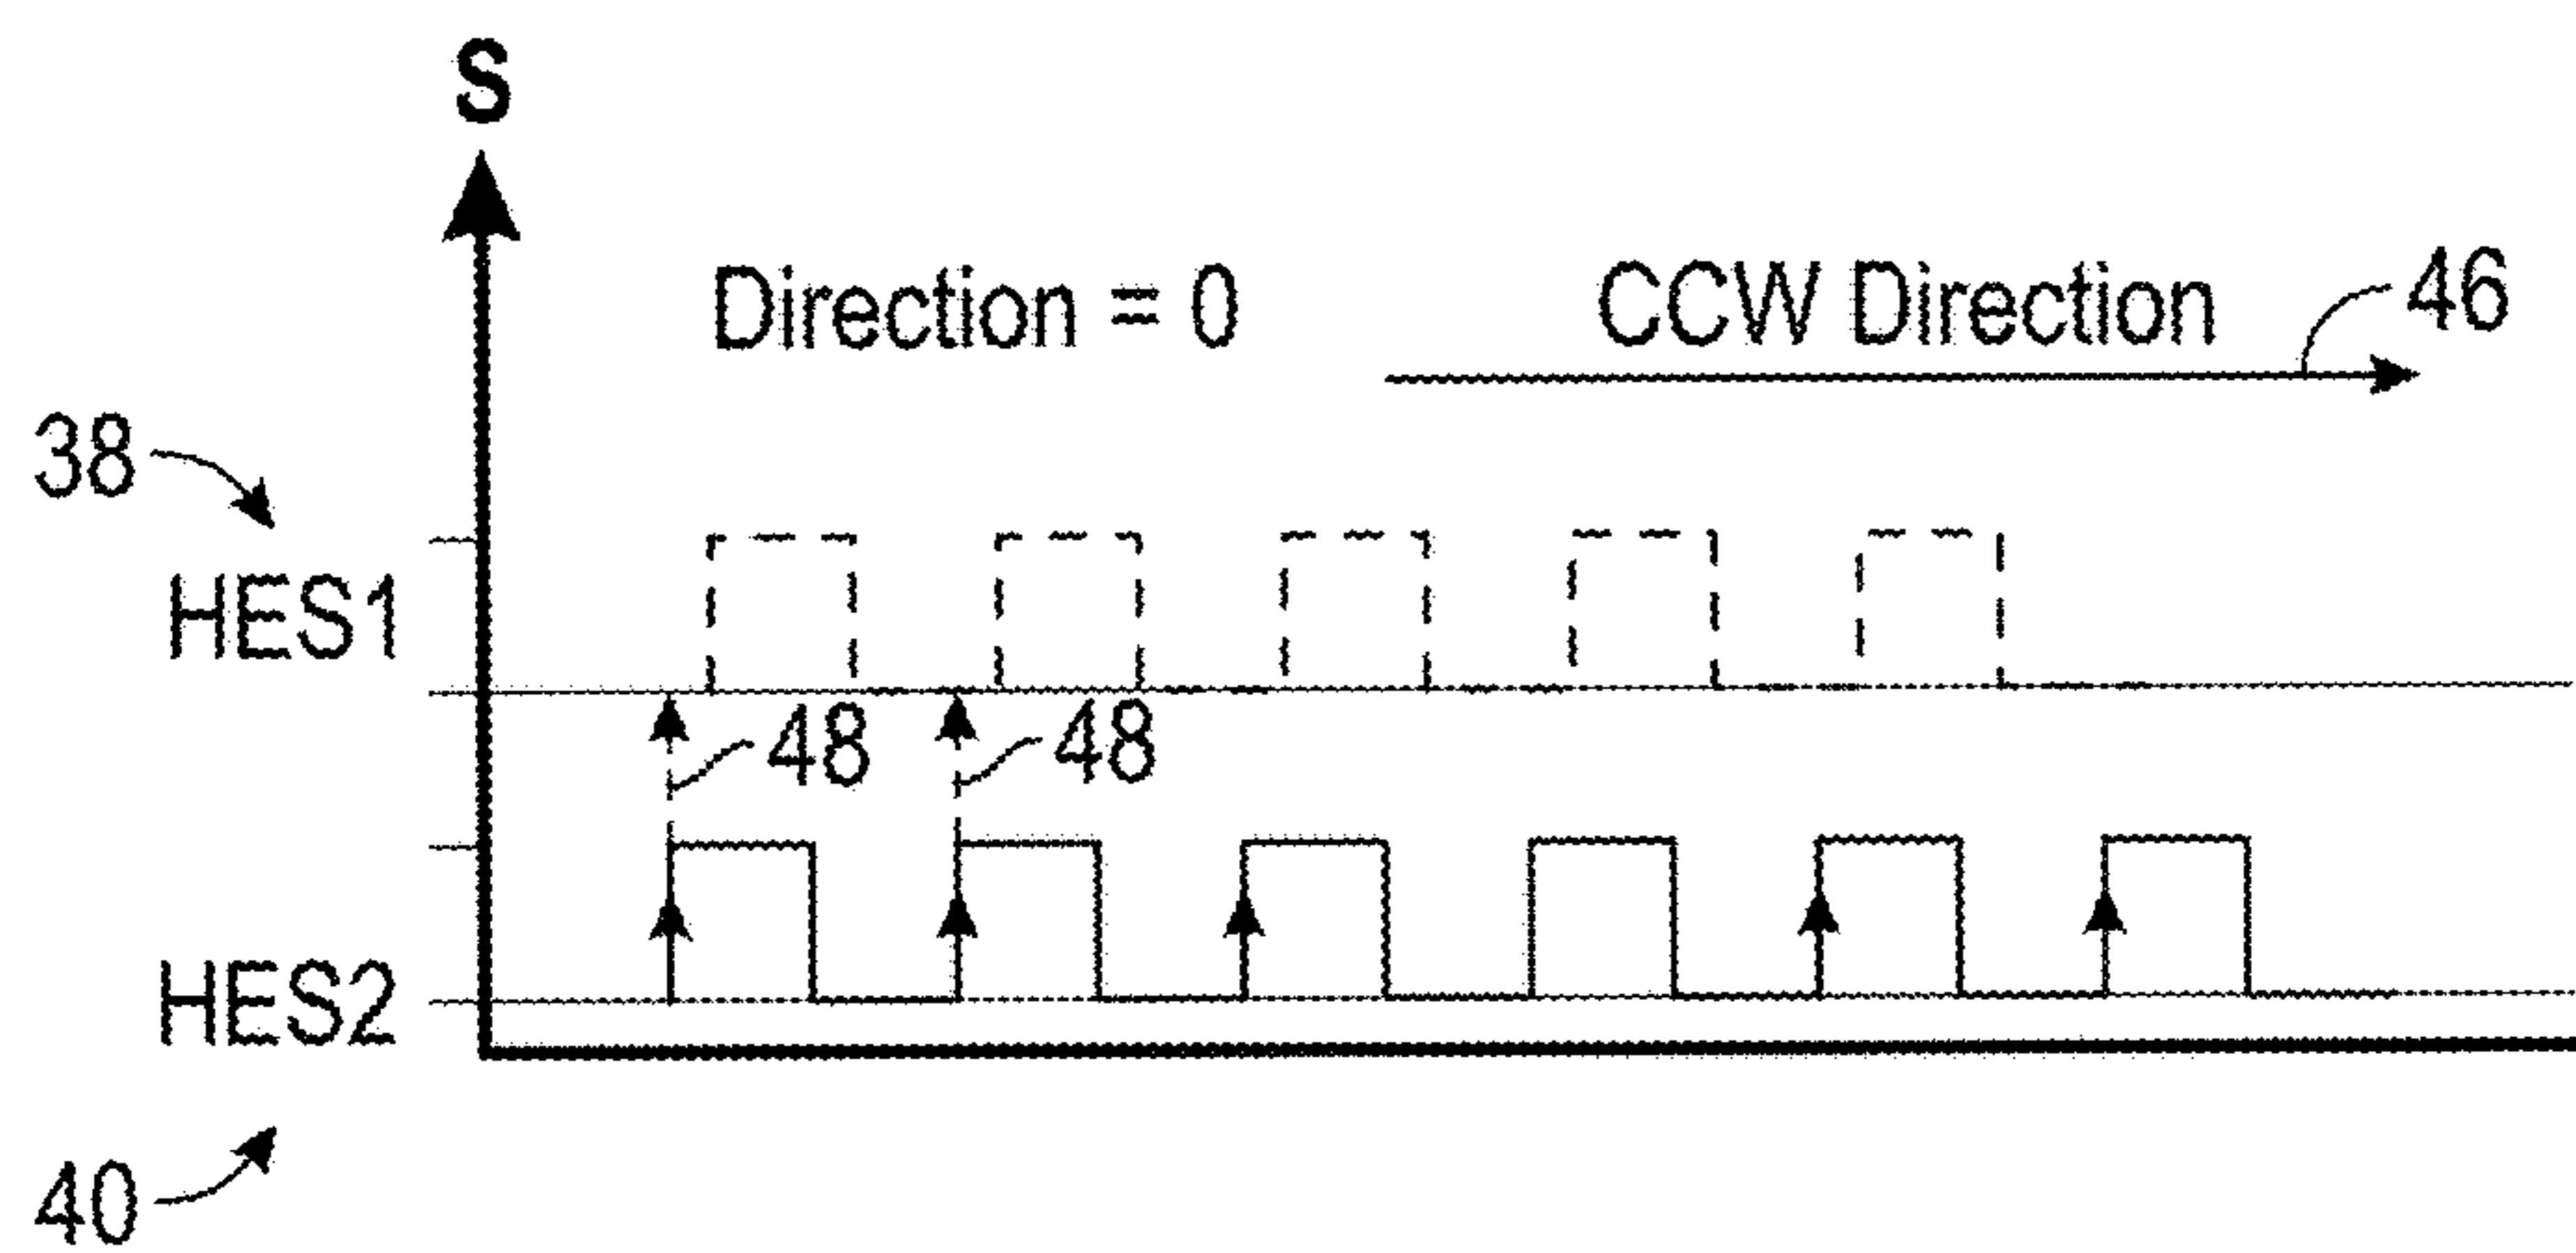 S
Direction = 0
CCW Direction
46
38
HES1
48
48
HES2
40